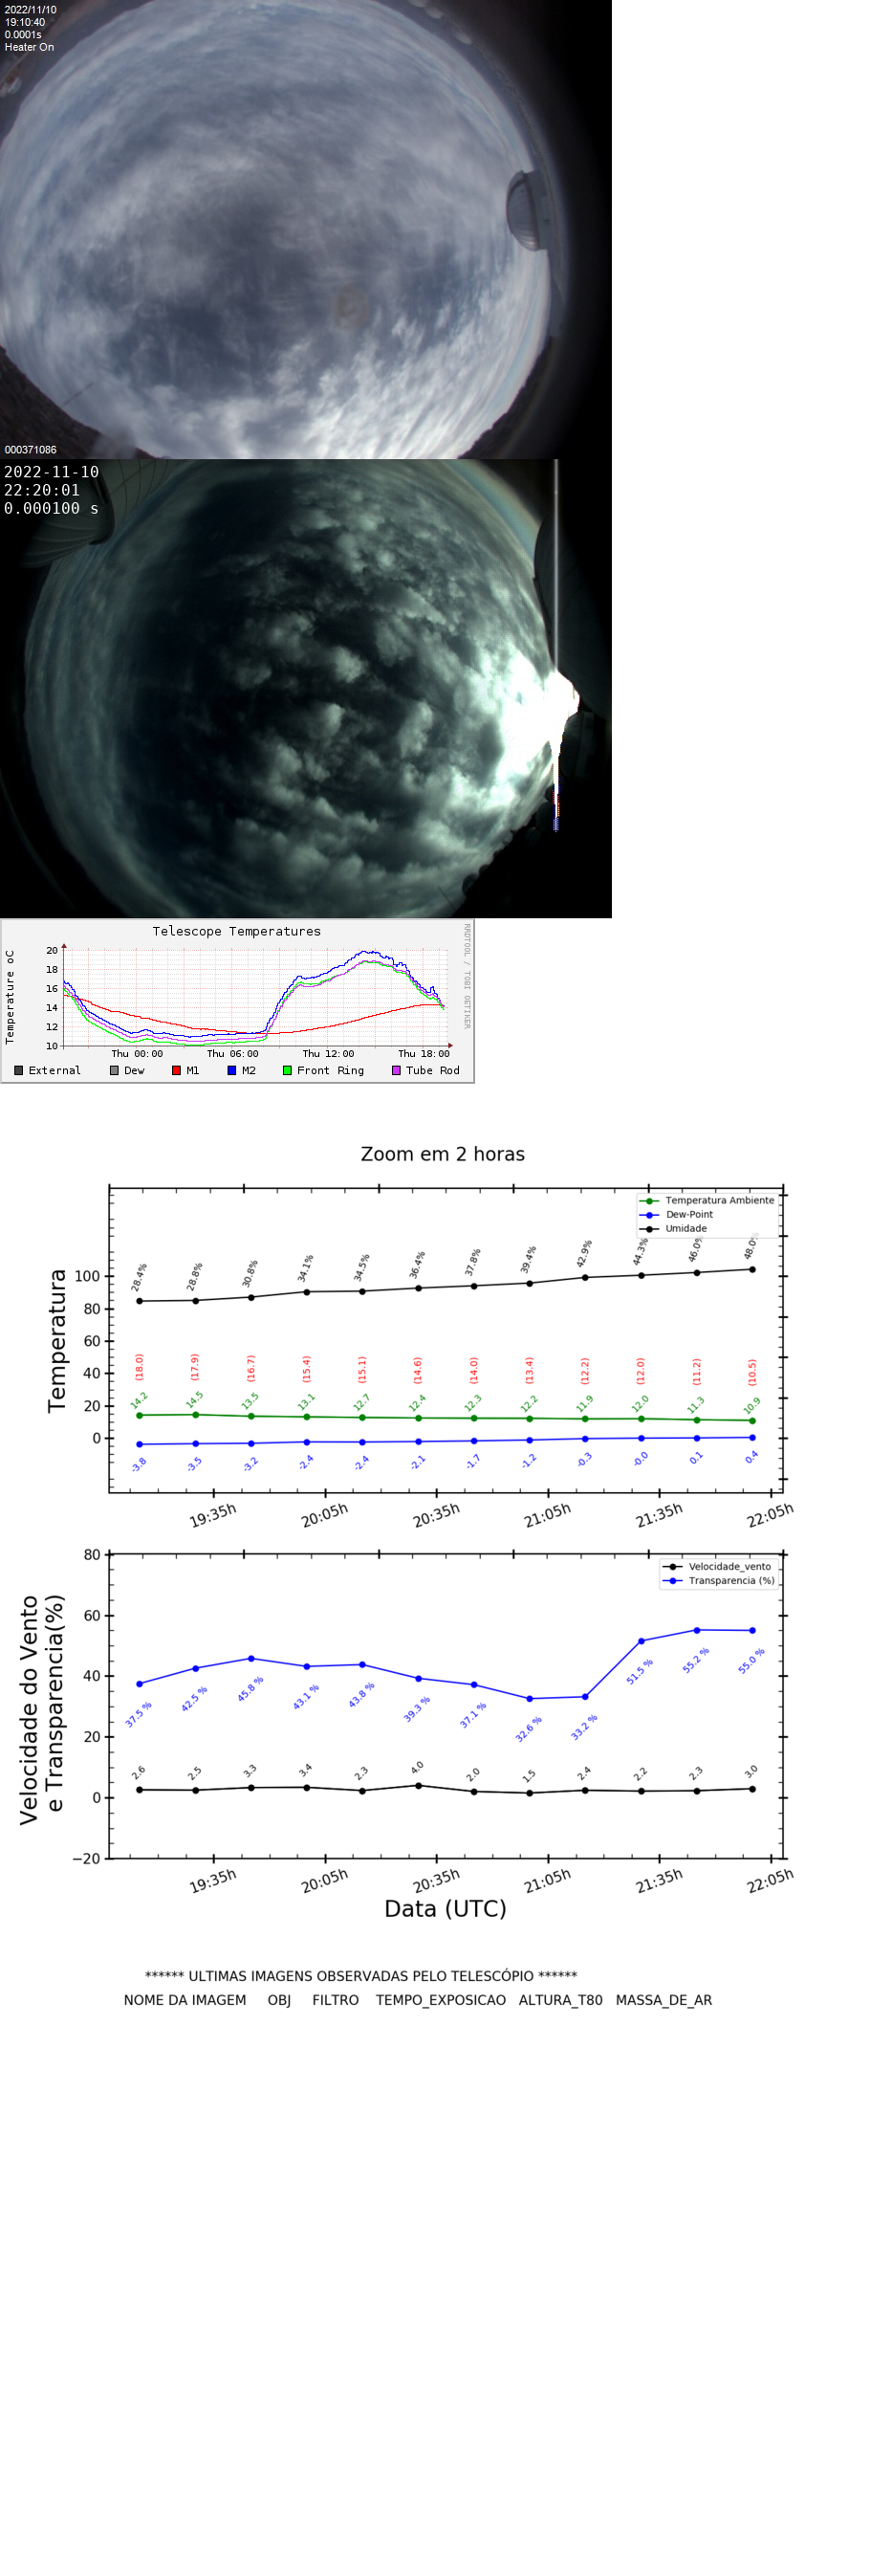 2022/11/10
19:10:40
0.0001s
Heater On
000371086
2022-11-10
22:20:01
0.000100 s
Telescope Temperatures
RRDTOOL / TOBI OETIKER
Temperature oC
20
18
16
14
12
10
Thu 00:00 Thu 06:00 Thu 12:00 Thu 18:00
External Dew M1 M2 Front Ring Tube Rod
Zoom em 2 horas
Temperatura Ambiente
Dew-Point
Umidade
Temperatura
100
80
60
40
20
0
28.4% 28.8% 30.8% 34.1% 34.5% 36.4% 37.8% 39.4% 42.9% 44.3% 46.0% 48.0%
(18.0) (17.9) (16.7) (15.4) (15.1) (14.6) (14.0) (13.4) (12.2) (12.0) (11.2) (10.5)
14.2 14.5 13.5 13.1 12.7 12.4 12.3 12.2 11.9 12.0 11.3 10.9
-3.8 -3.5 -3.2 -2.4 -2.4 -2.1 -1.7 -1.2 -0.3 -0.0 0.1 0.4
19:35h 20:05h 20:35h 21:05h 21:35h 22:05h
Velocidade_vento
Transparencia (%)
Velocidade do Vento
e Transparencia(%)
80
60
40
20
0
−20
37.5 % 42.5 % 45.8 % 43.1 % 43.8 % 39.3 % 37.1 % 32.6 % 33.2 % 51.5 % 55.2 % 55.0 %
2.6 2.5 3.3 3.4 2.3 4.0 2.0 1.5 2.4 2.2 2.3 3.0
19:35h 20:05h 20:35h 21:05h 21:35h 22:05h
Data (UTC)
****** ULTIMAS IMAGENS OBSERVADAS PELO TELESCÓPIO ******
NOME DA IMAGEM OBJ FILTRO TEMPO_EXPOSICAO ALTURA_T80 MASSA_DE_AR